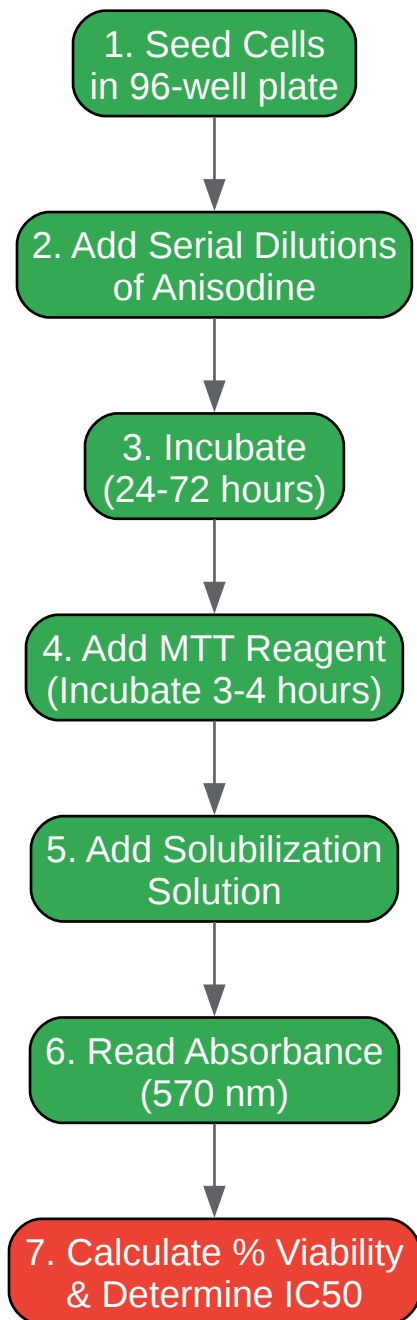 1. Seed Cells
in 96-well plate
2. Add Serial Dilutions
of Anisodine
3. Incubate
(24-72 hours)
4. Add MTT Reagent
(Incubate 3-4 hours)
5. Add Solubilization
Solution
6. Read Absorbance
(570 nm)
7. Calculate % Viability
& Determine IC50